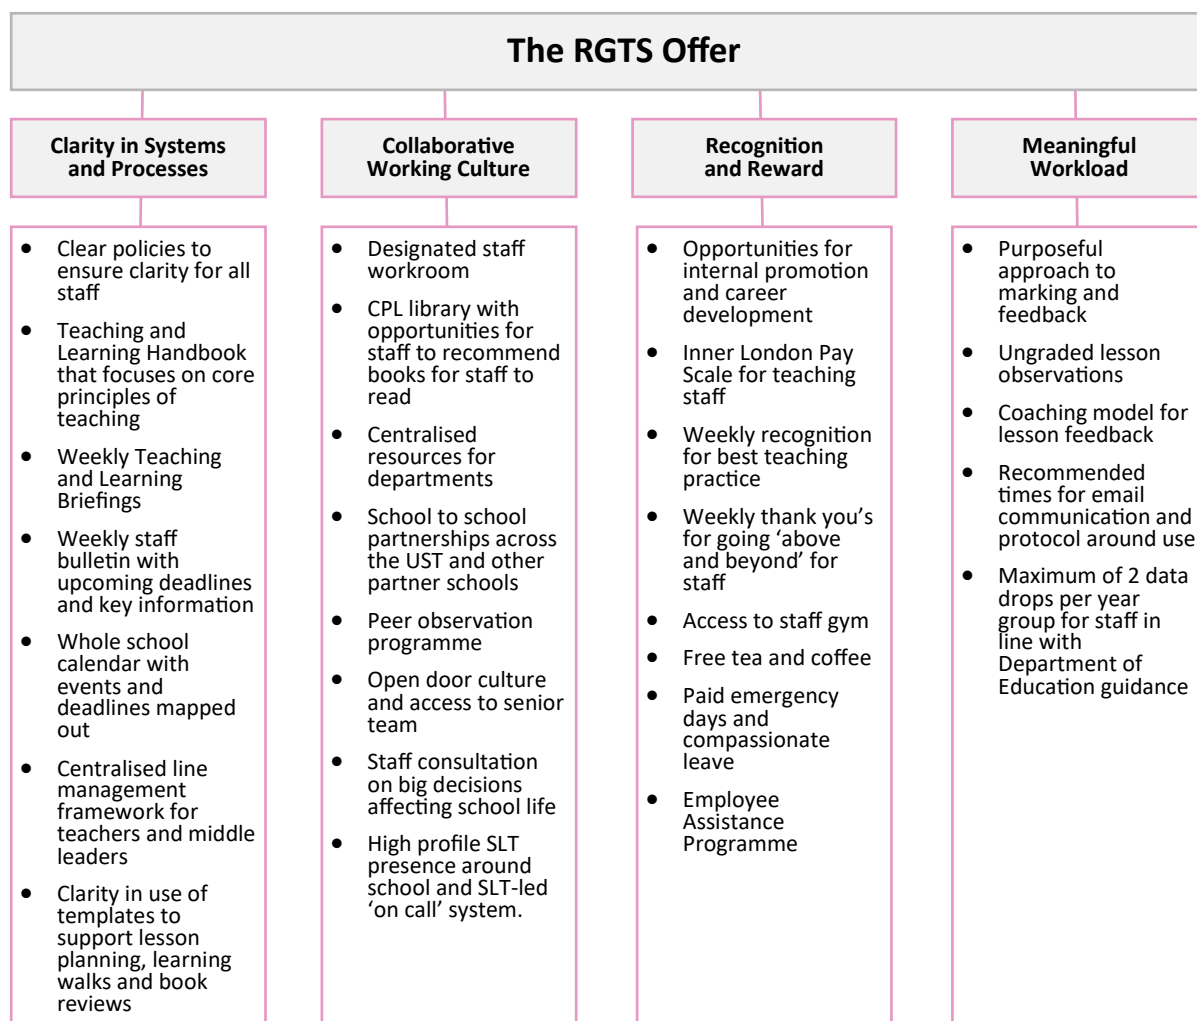 The RGTS Offer
Clarity in Systems
and Processes
• Clear policies to
ensure clarity for all
staff
• Teaching and
Learning Handbook
that focuses on core
principles of
teaching
• Weekly Teaching
and Learning
Briefings
• Weekly staff
bulletin with
upcoming deadlines
and key information
• Whole school
calendar with
events and
deadlines mapped
out
• Centralised line
management
framework for
teachers and middle
leaders
• Clarity in use of
templates to
support lesson
planning, learning
walks and book
reviews
Collaborative
Working Culture
• Designated staff
workroom
• CPL library with
opportunities for
staff to recommend
books for staff to
read
• Centralised
resources for
departments
• School to school
partnerships across
the UST and other
partner schools
• Peer observation
programme
• Open door culture
and access to senior
team
• Staff consultation
on big decisions
affecting school life
• High profile SLT
presence around
school and SLT-led
‘on call’ system.
Recognition
and Reward
• Opportunities for
internal promotion
and career
development
• Inner London Pay
Scale for teaching
staff
• Weekly recognition
for best teaching
practice
• Weekly thank you’s
for going ‘above
and beyond’ for
staff
• Access to staff gym
• Free tea and coffee
• Paid emergency
days and
compassionate
leave
• Employee
Assistance
Programme
Meaningful
Workload
• Purposeful
approach to
marking and
feedback
• Ungraded lesson
observations
• Coaching model for
lesson feedback
• Recommended
times for email
communication and
protocol around use
• Maximum of 2 data
drops per year
group for staff in
line with
Department of
Education guidance